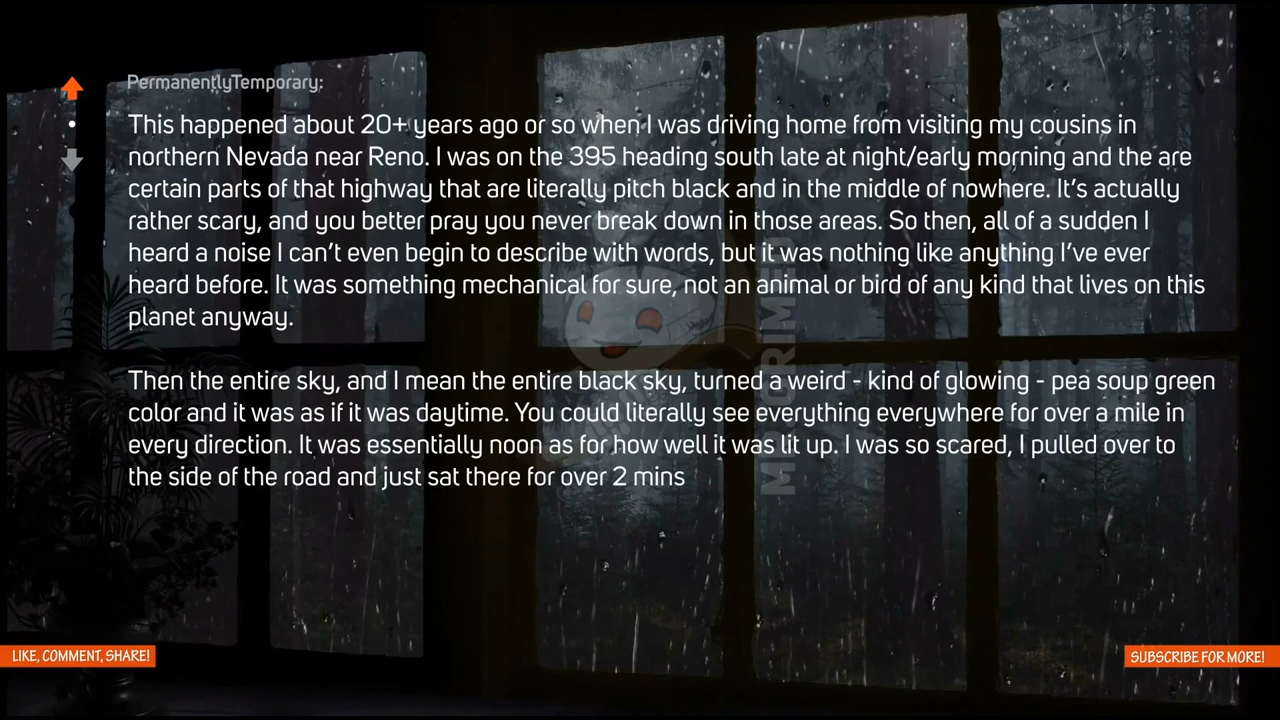 PermanentlyTemporary:
This happened about 20+ years ago or so when I was driving home from visiting my cousins in
northern Nevada near Reno. I was on the 395 heading south late at night/early morning and the are
certain parts of that highway that are literally pitch black and in the middle of nowhere. It’s actually
rather scary, and you better pray you never break down in those areas. So then, all of a sudden I
heard a noise I can’t even begin to describe with words, but it was nothing like anything I’ve ever
heard before. It was something mechanical for sure, not an animal or bird of any kind that lives on this
planet anyway.
Then the entire sky, and I mean the entire black sky, turned a weird - kind of glowing - pea soup green
color and it was as if it was daytime. You could literally see everything everywhere for over a mile in
every direction. It was essentially noon as for how well it was lit up. I was so scared, I pulled over to
the side of the road and just sat there for over 2 mins
LIKE, COMMENT, SHARE!
SUBSCRIBE FOR MORE!